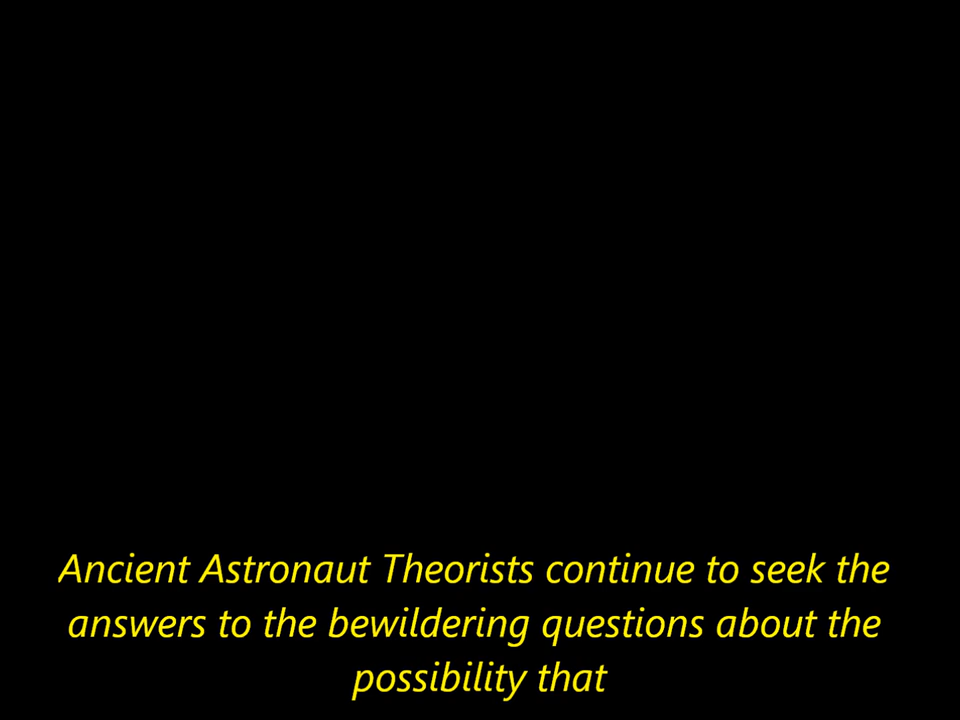 Ancient Astronaut Theorists continue to seek the
answers to the bewildering questions about the
possibility that